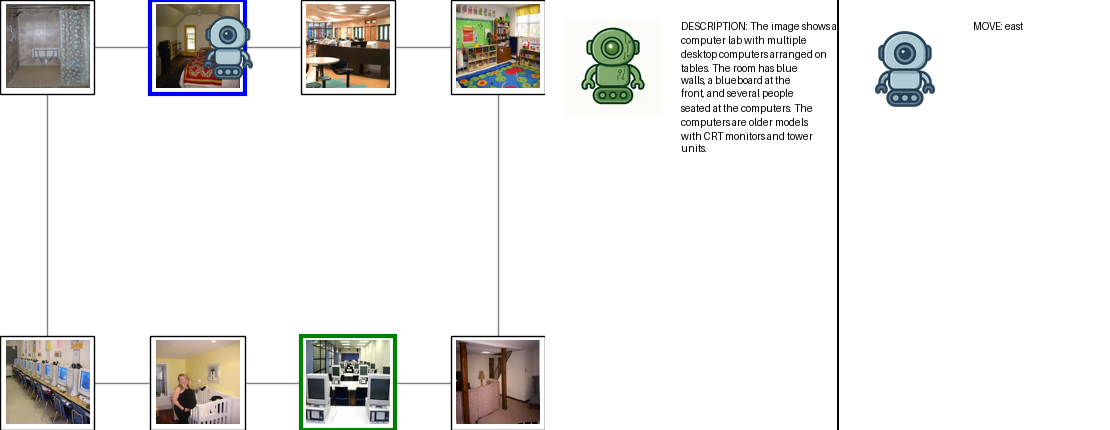 DESCRIPTION: The image shows a
computer lab with multiple
desktop computers arranged on
tables. The room has blue
walls, a blue board at the
front, and several people
seated at the computers. The
computers are older models
with CRT monitors and tower
units.
MOVE: east